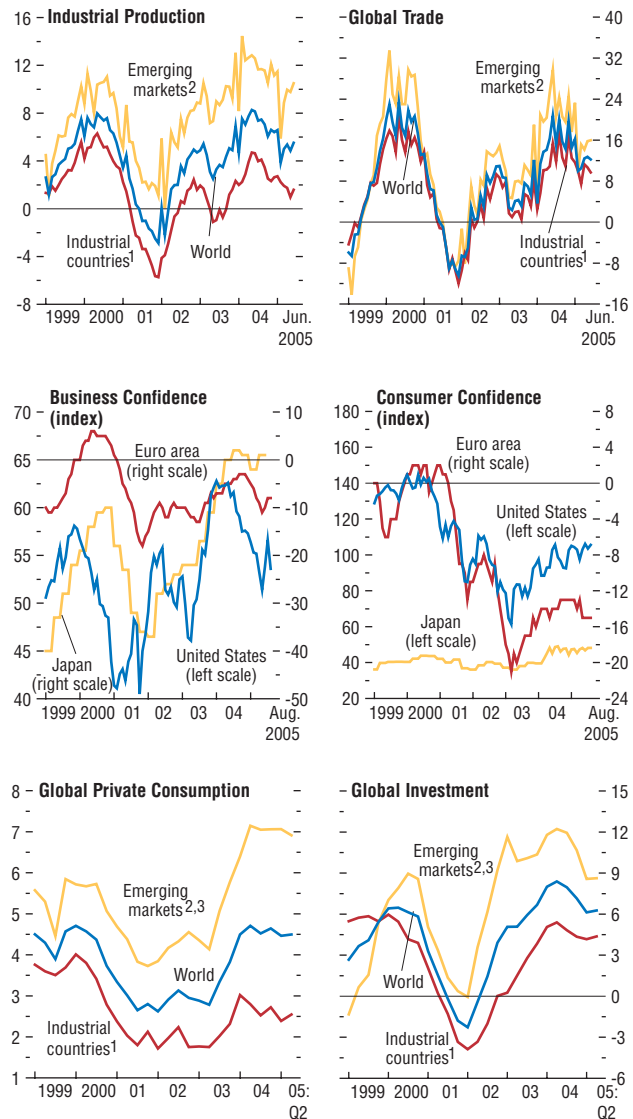 Industrial Production
16
12
8
4
0
-4
-8
Emerging
markets2
World
Industrial
countries1
1999 2000 01 02 03 04 Jun.
2005
Global Trade
40
32
24
16
8
0
-8
-16
Emerging
markets2
World
Industrial
countries1
1999 2000 01 02 03 04 Jun.
2005
Business Confidence
(index)
70
65
60
55
50
45
40
10
0
-10
-20
-30
-40
-50
Euro area
(right scale)
Japan
(right scale)
United States
(left scale)
1999 2000 01 02 03 04 Aug.
2005
Consumer Confidence
(index)
180
160
140
120
100
80
60
40
20
8
4
0
-4
-8
-12
-16
-20
-24
Euro area
(right scale)
United States
(left scale)
Japan
(left scale)
1999 2000 01 02 03 04 Aug.
2005
Global Private Consumption
8
7
6
5
4
3
2
1
Emerging
markets2,3
World
Industrial
countries1
1999 2000 01 02 03 04 05:
Q2
Global Investment
15
12
9
6
3
0
-3
-6
Emerging
markets2,3
World
Industrial
countries1
1999 2000 01 02 03 04 05:
Q2